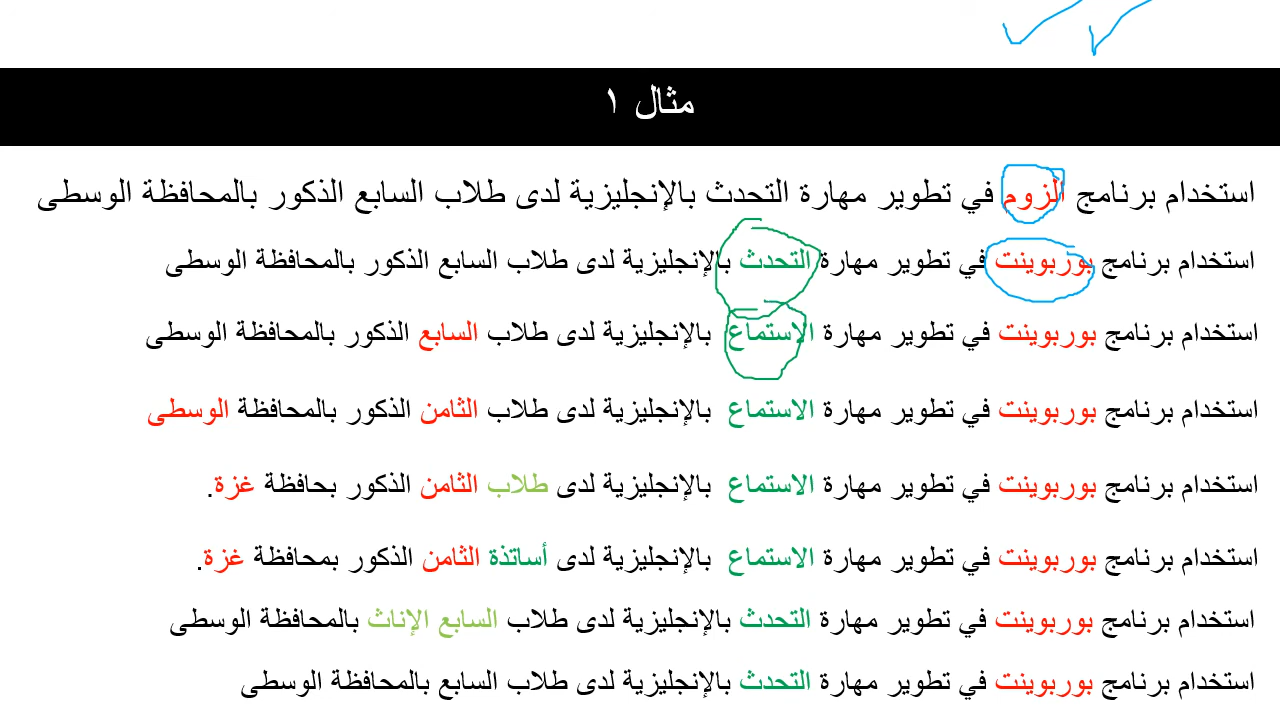 مثال ١
استخدام برنامج الزوم في تطوير مهارة التحدث بالإنجليزية لدى طلاب السابع الذكور بالمحافظة الوسطى
استخدام برنامج بوربوينت في تطوير مهارة التحدث بالإنجليزية لدى طلاب السابع الذكور بالمحافظة الوسطى
استخدام برنامج بوربوينت في تطوير مهارة الاستماع بالإنجليزية لدى طلاب السابع الذكور بالمحافظة الوسطى
استخدام برنامج بوربوينت في تطوير مهارة الاستماع بالإنجليزية لدى طلاب الثامن الذكور بالمحافظة الوسطى
استخدام برنامج بوربوينت في تطوير مهارة الاستماع بالإنجليزية لدى طلاب الثامن الذكور بحافظة غزة.
استخدام برنامج بوربوينت في تطوير مهارة الاستماع بالإنجليزية لدى أساتذة الثامن الذكور بمحافظة غزة.
استخدام برنامج بوربوينت في تطوير مهارة التحدث بالإنجليزية لدى طلاب السابع الإناث بالمحافظة الوسطى
استخدام برنامج بوربوينت في تطوير مهارة التحدث بالإنجليزية لدى طلاب السابع بالمحافظة الوسطى